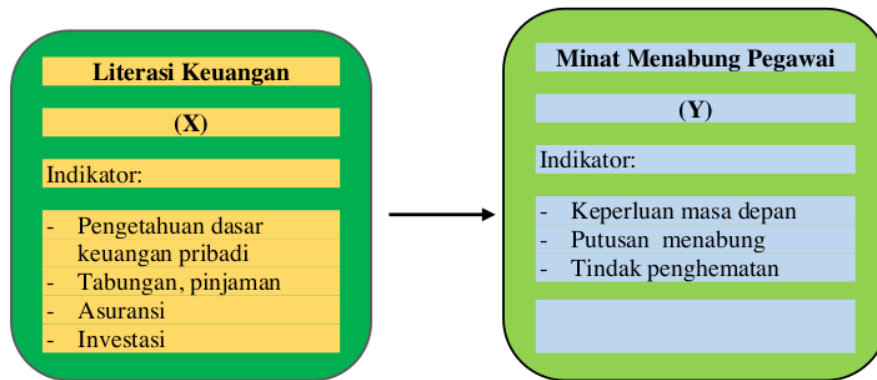 Literasi Keuangan
(X)
Indikator:
- Pengetahuan dasar
keuangan pribadi
- Tabungan, pinjaman
- Asuransi
- Investasi
Minat Menabung Pegawai
(Y)
Indikator:
- Keperluan masa depan
- Putusan menabung
- Tindak penghematan